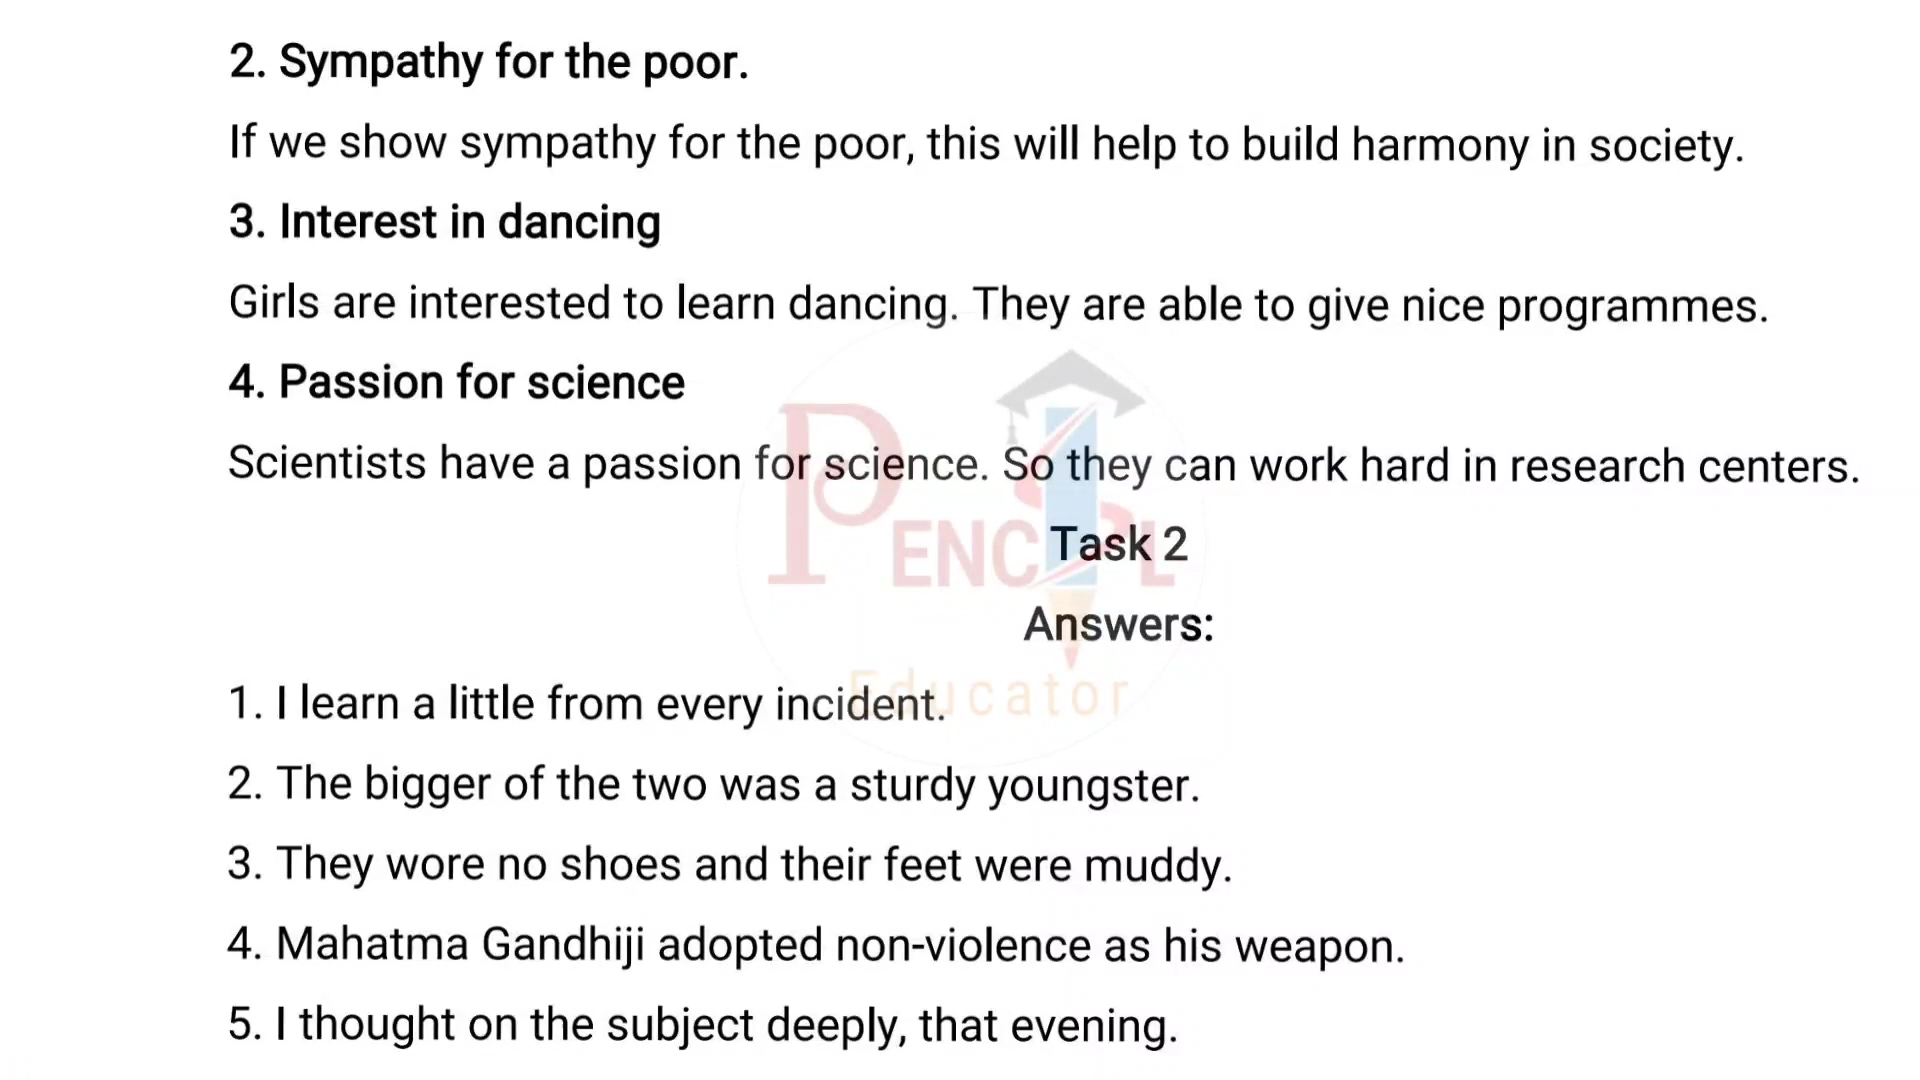 2. Sympathy for the poor.
If we show sympathy for the poor, this will help to build harmony in society.
3. Interest in dancing
Girls are interested to learn dancing. They are able to give nice programmes.
4. Passion for science
Scientists have a passion for science. So they can work hard in research centers.
PENCIL
Task 2
Answers:
Educator
1. I learn a little from every incident.
2. The bigger of the two was a sturdy youngster.
3. They wore no shoes and their feet were muddy.
4. Mahatma Gandhiji adopted non-violence as his weapon.
5. I thought on the subject deeply, that evening.